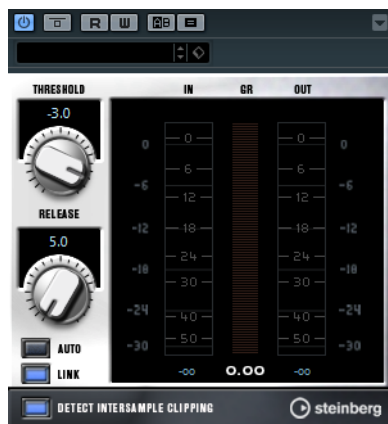 R W AB
THRESHOLD IN GR OUT
-3.0
0 0 0 0
-6 6 6 -6
12 12
RELEASE -12 18 18 -12
5.0
24 24
-18 30 30 -18
-24 40 40 -24
AUTO -30 50 50 -30
LINK -∞ 0.00 -∞
DETECT INTERSAMPLE CLIPPING steinberg